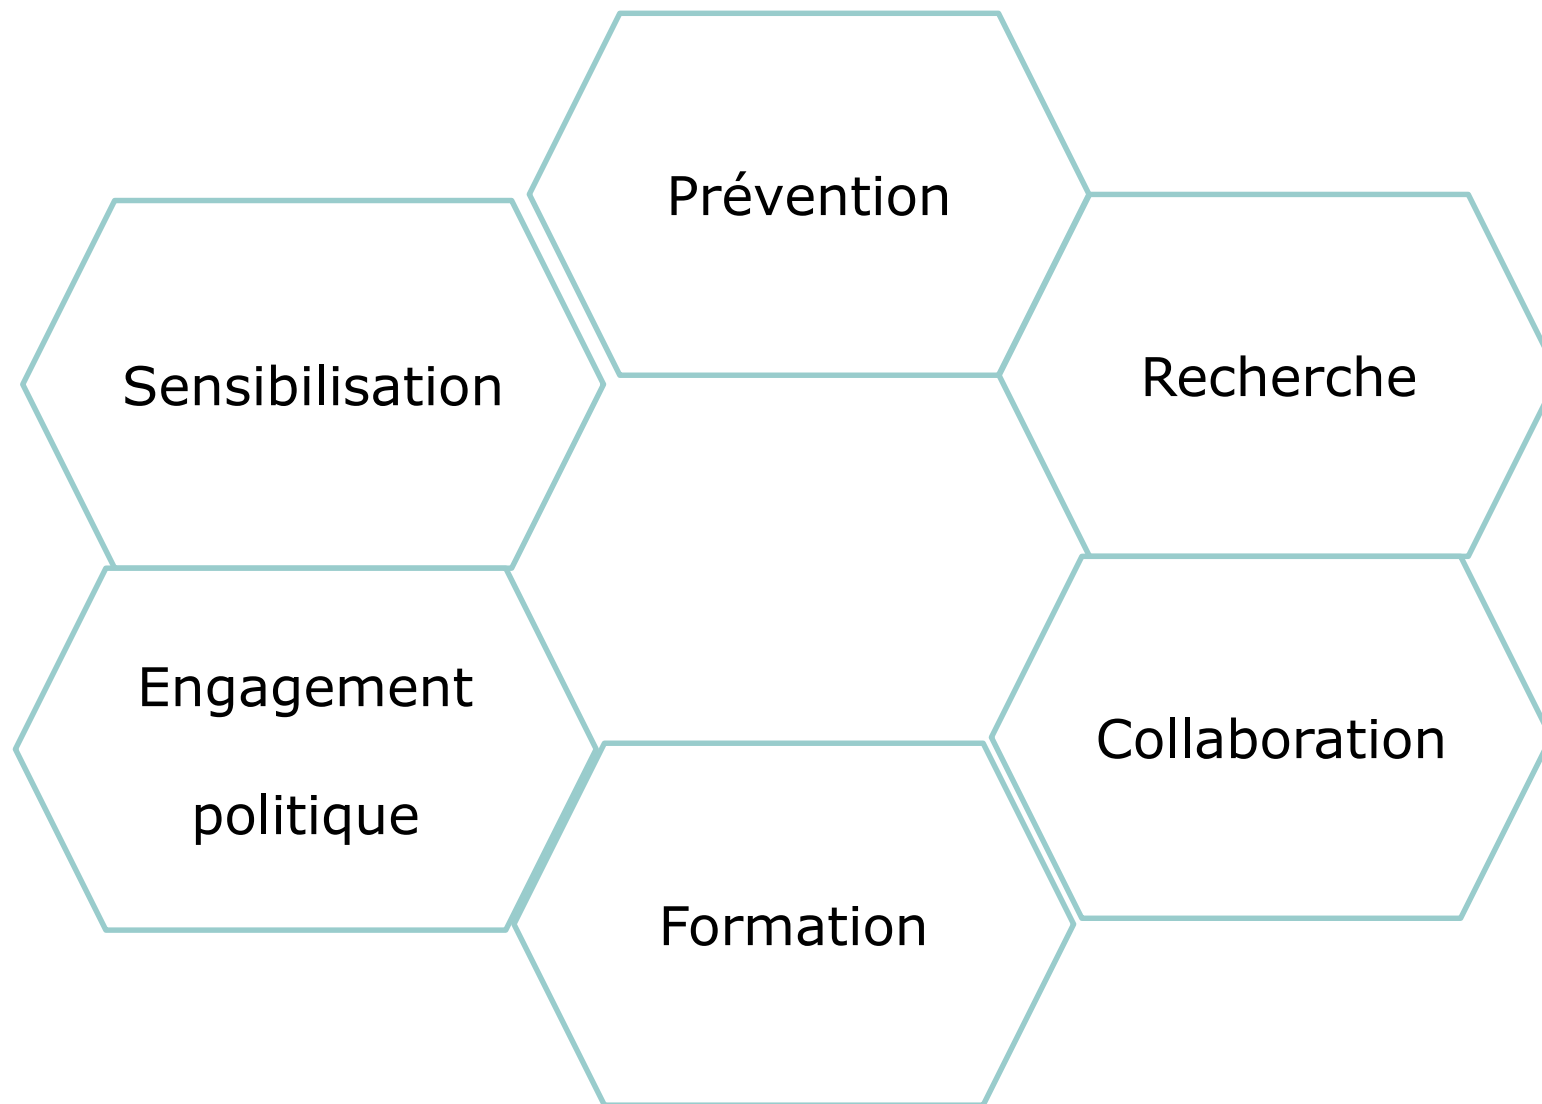 Prévention
Sensibilisation
Recherche
Engagement
politique
Collaboration
Formation